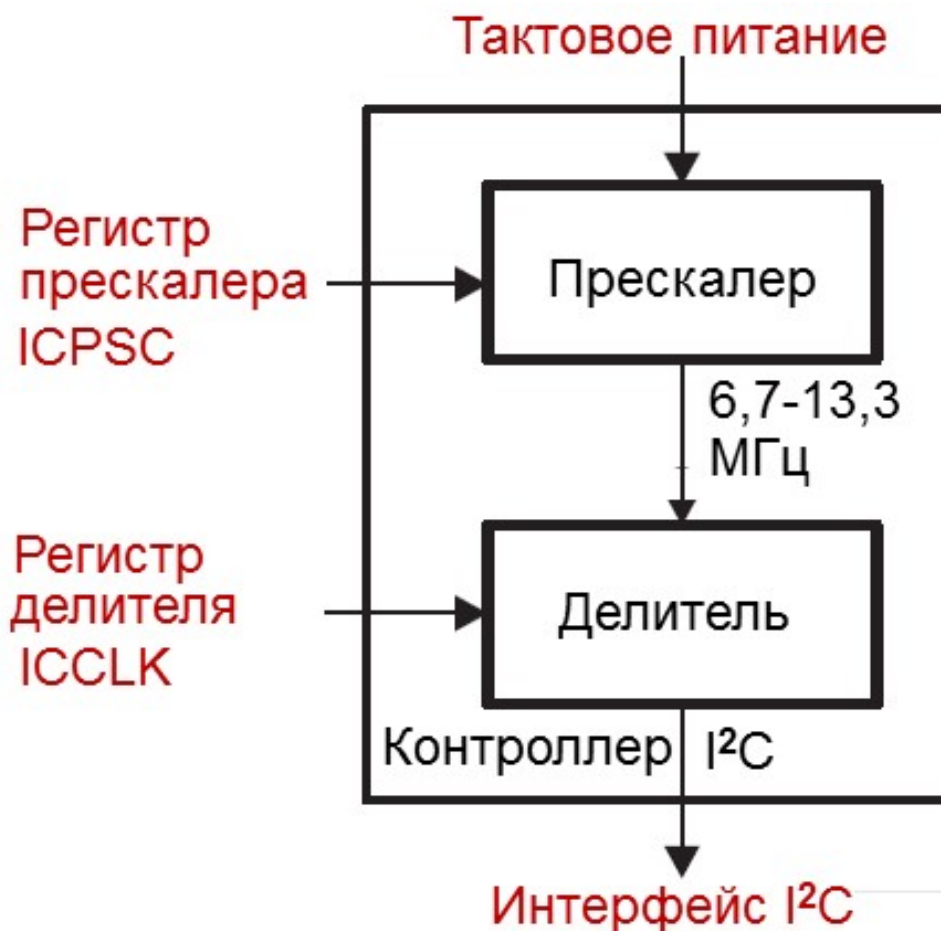 Тактовое питание
Регистр
прескалера
ICPSC
Прескалер
6,7-13,3
МГц
Регистр
делителя
ICCLK
Делитель
Контроллер I²C
Интерфейс I²C